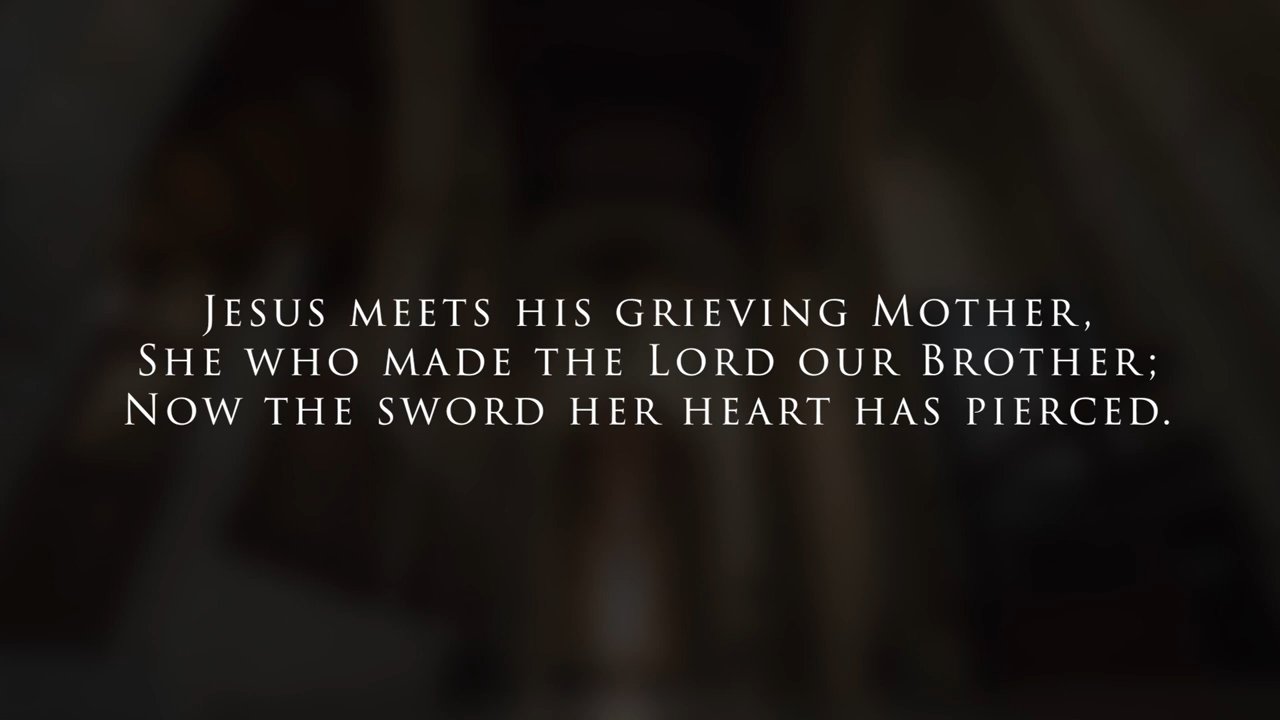 Jesus meets his grieving Mother,
She who made the Lord our Brother;
Now the sword her heart has pierced.